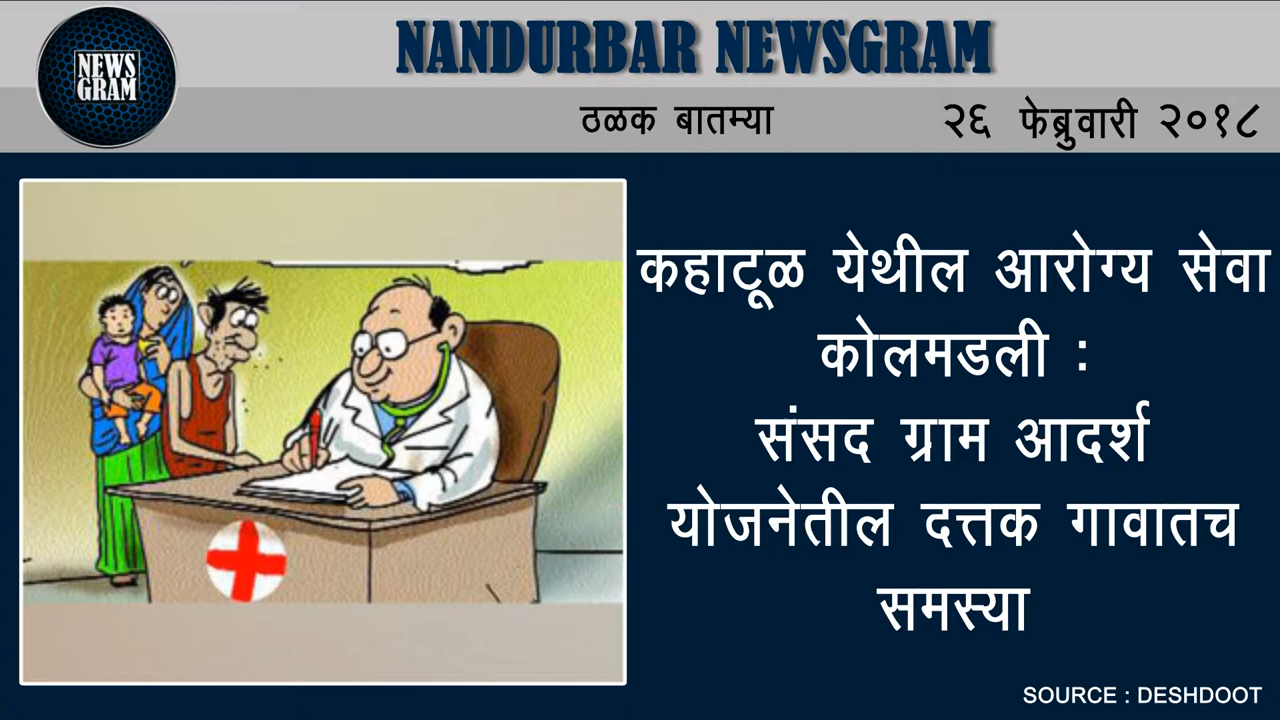 NEWS
GRAM
NANDURBAR NEWSGRAM
ठळक बातम्या
२६ फेब्रुवारी २०१८
कहाटूळ येथील आरोग्य सेवा
कोलमडली :
संसद ग्राम आदर्श
योजनेतील दत्तक गावातच
समस्या
SOURCE : DESHDOOT